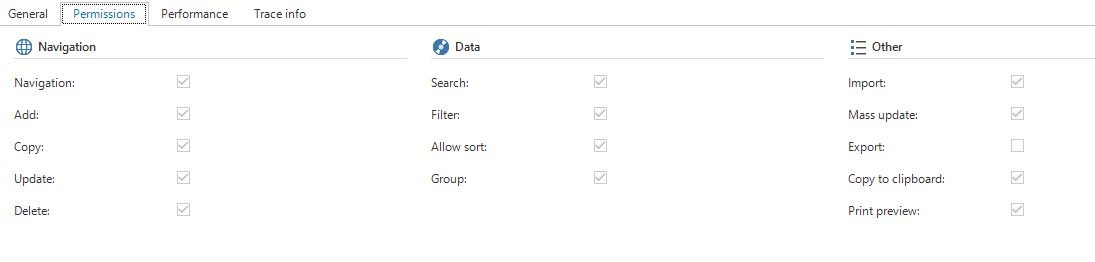 General Permissions Performance Trace info
Navigation
Navigation:
Add:
Copy:
Update:
Delete:
Data
Search:
Filter:
Allow sort:
Group:
Other
Import:
Mass update:
Export:
Copy to clipboard:
Print preview: